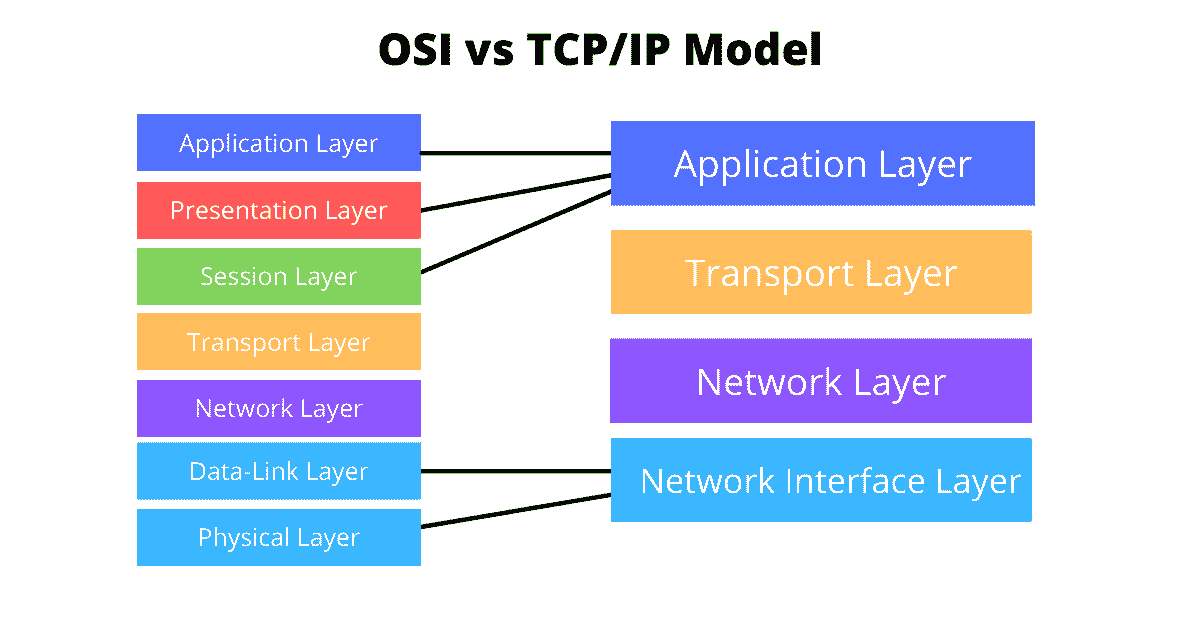 OSI vs TCP/IP Model
Application Layer
Presentation Layer
Session Layer
Transport Layer
Network Layer
Data-Link Layer
Physical Layer
Application Layer
Transport Layer
Network Layer
Network Interface Layer